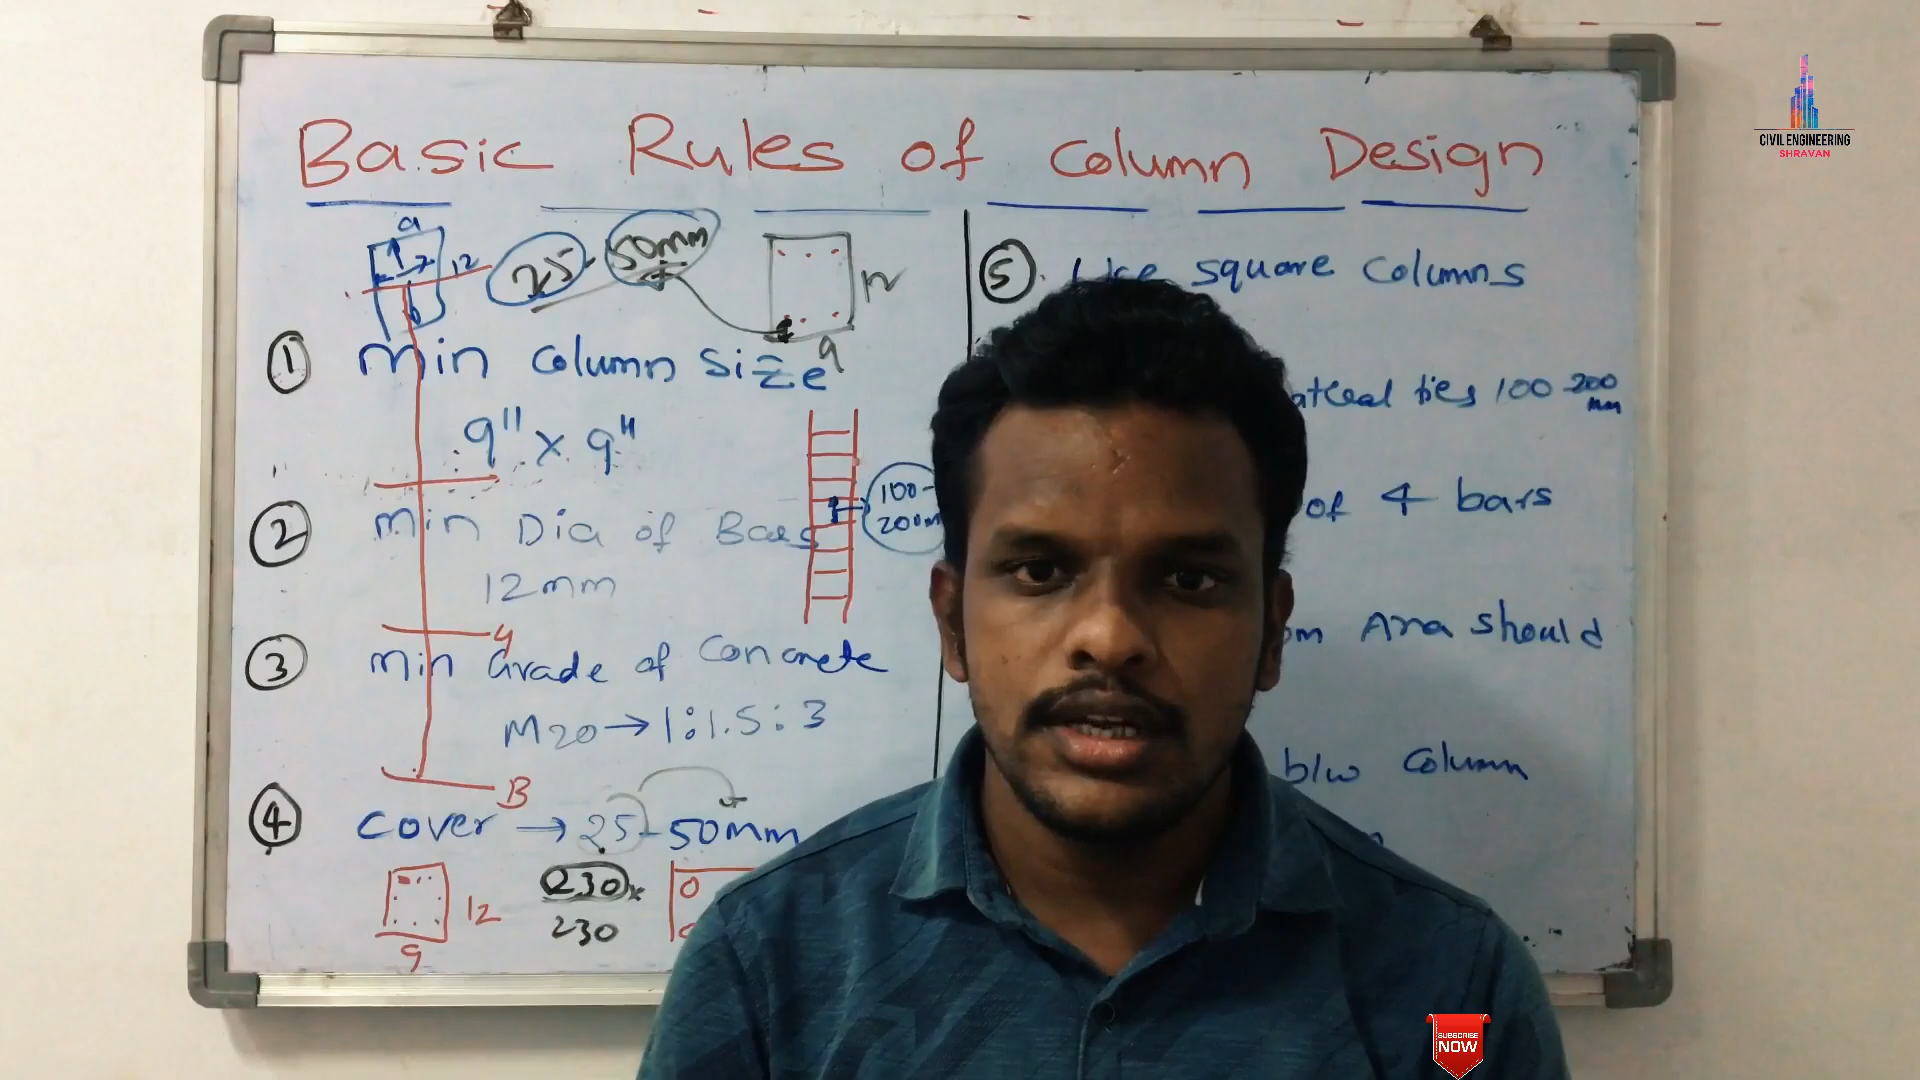 Basic Rules of column Design
a
12
b
25 - 50mm
12
9
① Min column size
9" x 9"
② Min Dia of Bars
12mm
100-
200m
③ Min Grade of Concrete
M20 → 1:1.5:3
B
④ cover → 25-50mm
12
9
230 x
230
⑤. Use square columns
ties 100-200
mm
of 4 bars
Area should
b/w column
CIVIL ENGINEERING
SHRAVAN
SUBSCRIBE
NOW